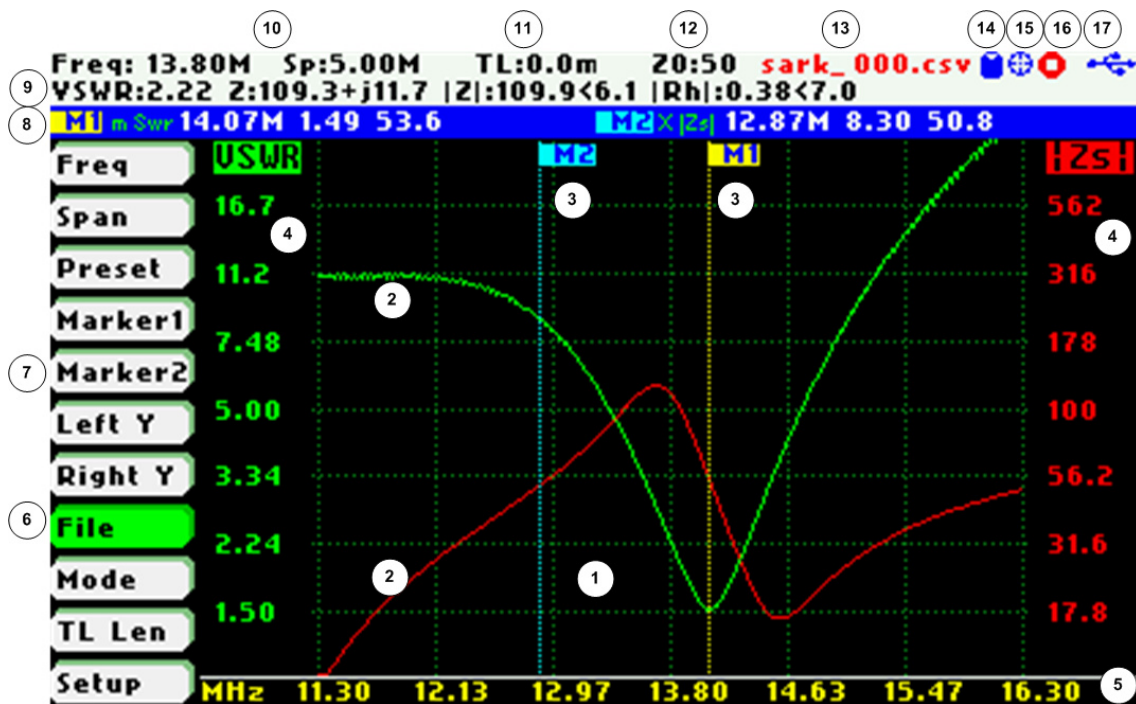 10 11 12 13 14 15 16 17
Freq: 13.80M Sp:5.00M TL:0.0m Z0:50 sark_000.csv
9
VSWR:2.22 Z:109.3+j11.7 |Z|:109.9<6.1 |Rh|:0.38<7.0
8
M1 m Swr 14.07M 1.49 53.6 M2 X |Zs| 12.87M 8.30 50.8
Freq VSWR M2 M1 |Zs|
Span 16.7 3 3 562
4 4
Preset 11.2 316
2
Marker1 7.48 178
7 Marker2
Left Y 5.00 100
Right Y 3.34 56.2
6 File
2.24 31.6
Mode 2 1
TL Len 1.50 17.8
Setup
MHz 11.30 12.13 12.97 13.80 14.63 15.47 16.30 5